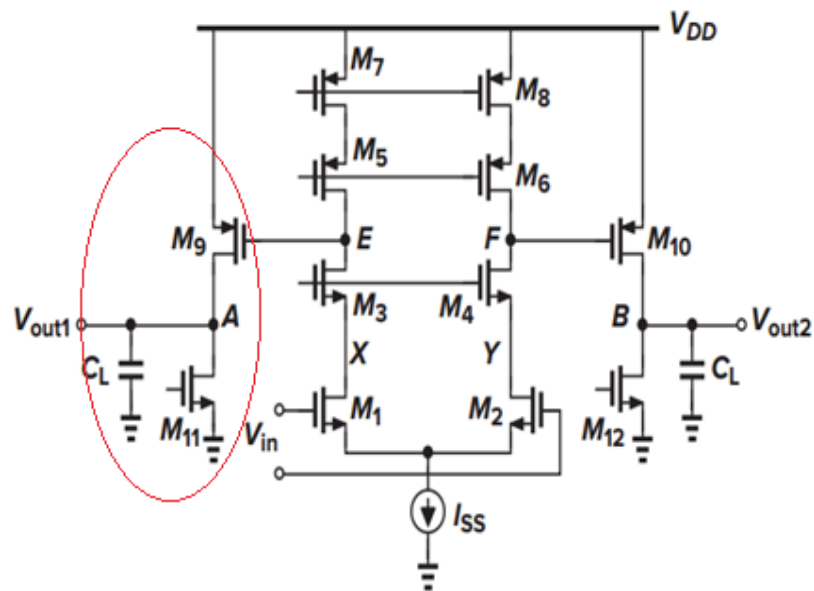 V_DD
M_7
M_8
M_5
M_6
M_9
E
F
M_10
M_3
M_4
V_out1
A
B
V_out2
C_L
X
Y
C_L
M_11
V_in
M_1
M_2
M_12
I_SS